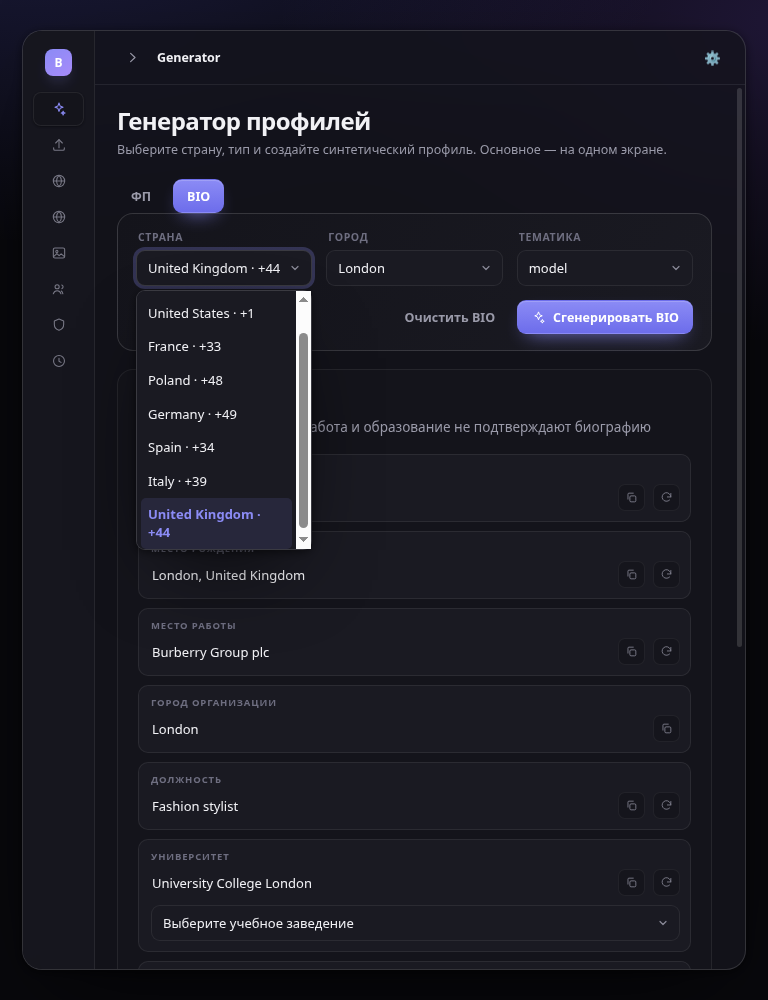 B
Generator
Генератор профилей
Выберите страну, тип и создайте синтетический профиль. Основное — на одном экране.
ФП
BIO
СТРАНА
ГОРОД
ТЕМАТИКА
United Kingdom · +44
London
model
United States · +1
France · +33
Poland · +48
Germany · +49
Spain · +34
Italy · +39
United Kingdom ·
+44
Очистить BIO
Сгенерировать BIO
работа и образование не подтверждают биографию
МЕСТО РОЖДЕНИЯ
London, United Kingdom
МЕСТО РАБОТЫ
Burberry Group plc
ГОРОД ОРГАНИЗАЦИИ
London
ДОЛЖНОСТЬ
Fashion stylist
УНИВЕРСИТЕТ
University College London
Выберите учебное заведение